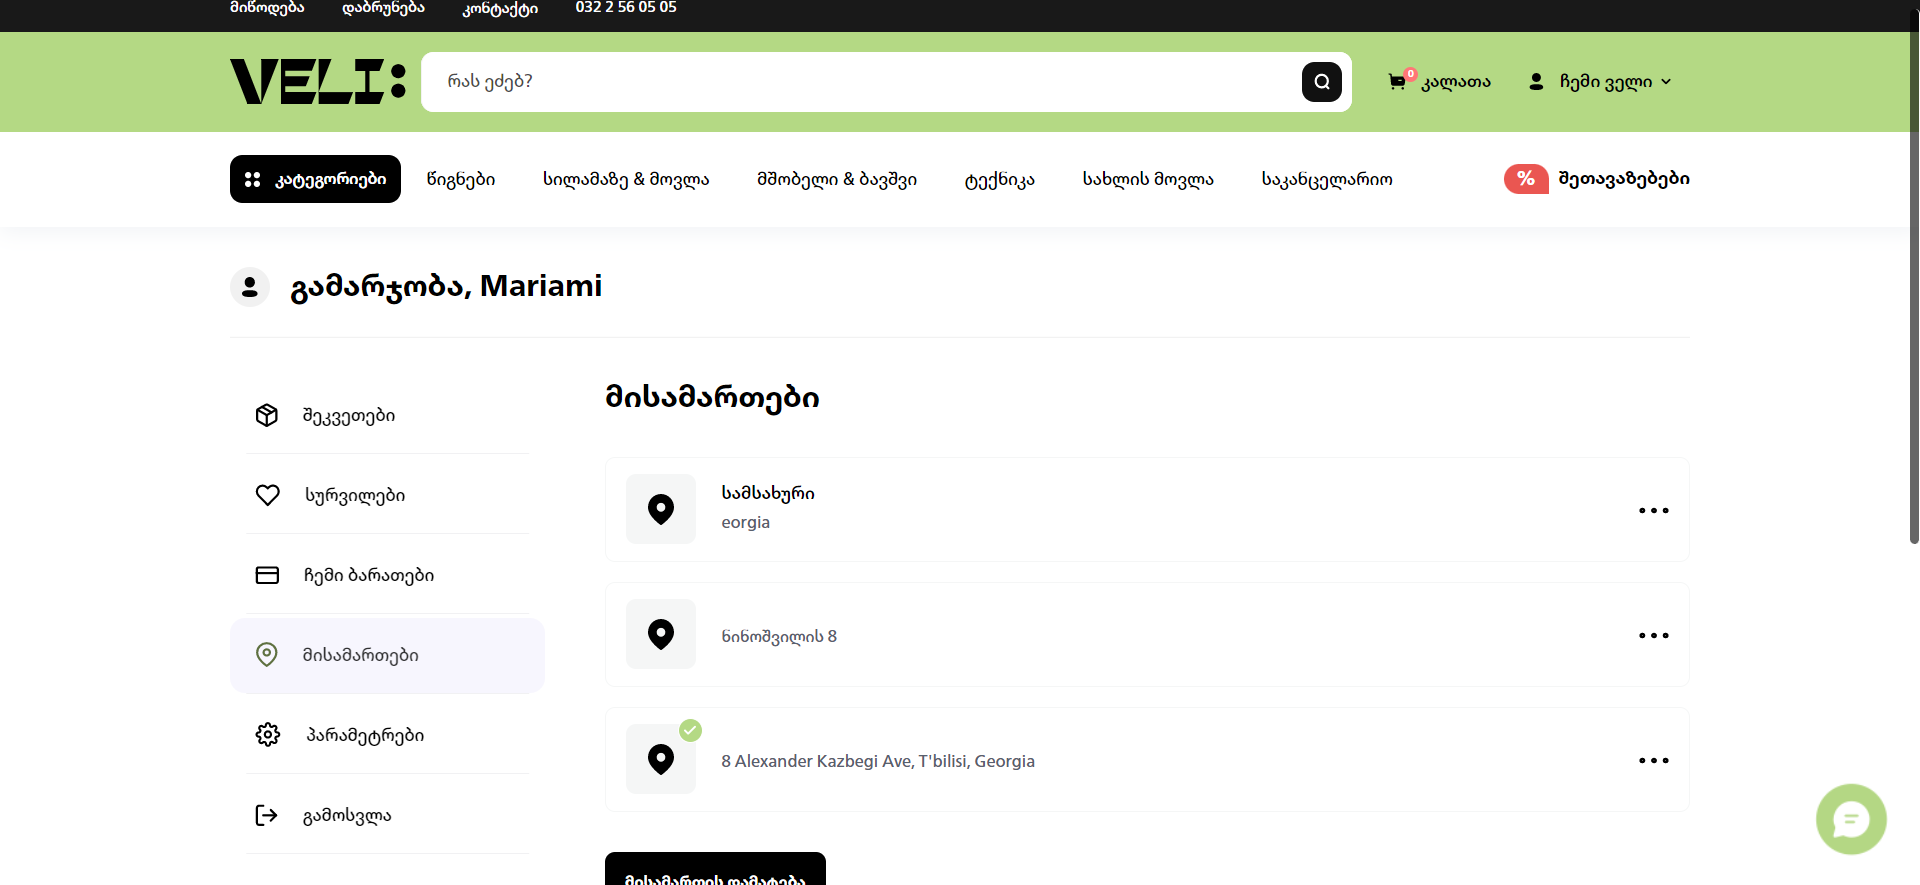 მიწოდება დაბრუნება კონტაქტი 032 2 56 05 05
VELI:
რას ეძებ?
0
კალათა
ჩემი ველი
კატეგორიები
წიგნები
სილამაზე & მოვლა
მშობელი & ბავშვი
ტექნიკა
სახლის მოვლა
საკანცელარიო
%
შეთავაზებები
გამარჯობა, Mariami
შეკვეთები
სურვილები
ჩემი ბარათები
მისამართები
პარამეტრები
გამოსვლა
მისამართები
სამსახური
eorgia
ნინოშვილის 8
8 Alexander Kazbegi Ave, T'bilisi, Georgia
მისამართის დამატება